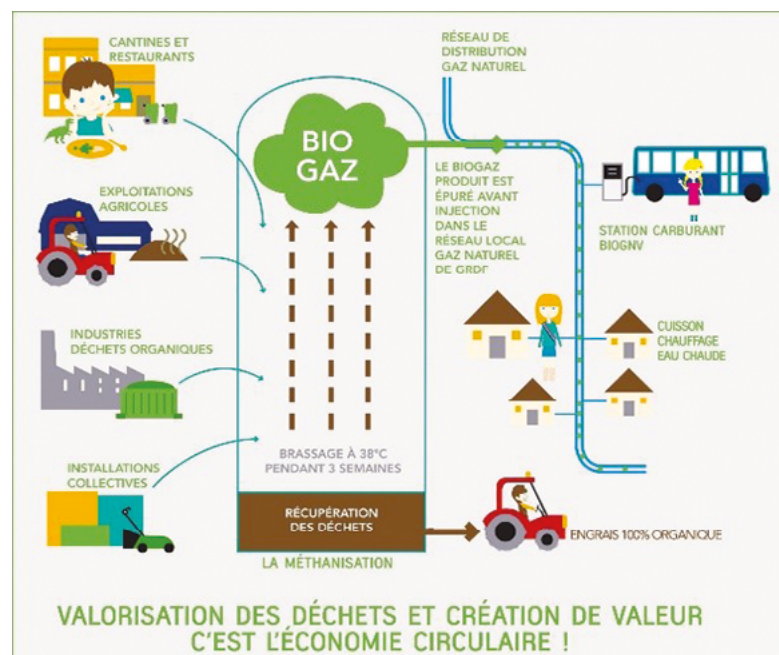 CANTINES ET
RESTAURANTS
EXPLOITATIONS
AGRICOLES
INDUSTRIES
DÉCHETS ORGANIQUES
INSTALLATIONS
COLLECTIVES
BIO
GAZ
BRASSAGE À 38°C
PENDANT 3 SEMAINES
RÉCUPÉRATION
DES DÉCHETS
LA MÉTHANISATION
RÉSEAU DE
DISTRIBUTION
GAZ NATUREL
LE BIOGAZ
PRODUIT EST
ÉPURÉ AVANT
INJECTION
DANS LE
RÉSEAU LOCAL
GAZ NATUREL
DE GRDF
STATION CARBURANT
BIOGNV
CUISSON
CHAUFFAGE
EAU CHAUDE
ENGRAIS 100% ORGANIQUE
VALORISATION DES DÉCHETS ET CRÉATION DE VALEUR
C'EST L'ÉCONOMIE CIRCULAIRE !